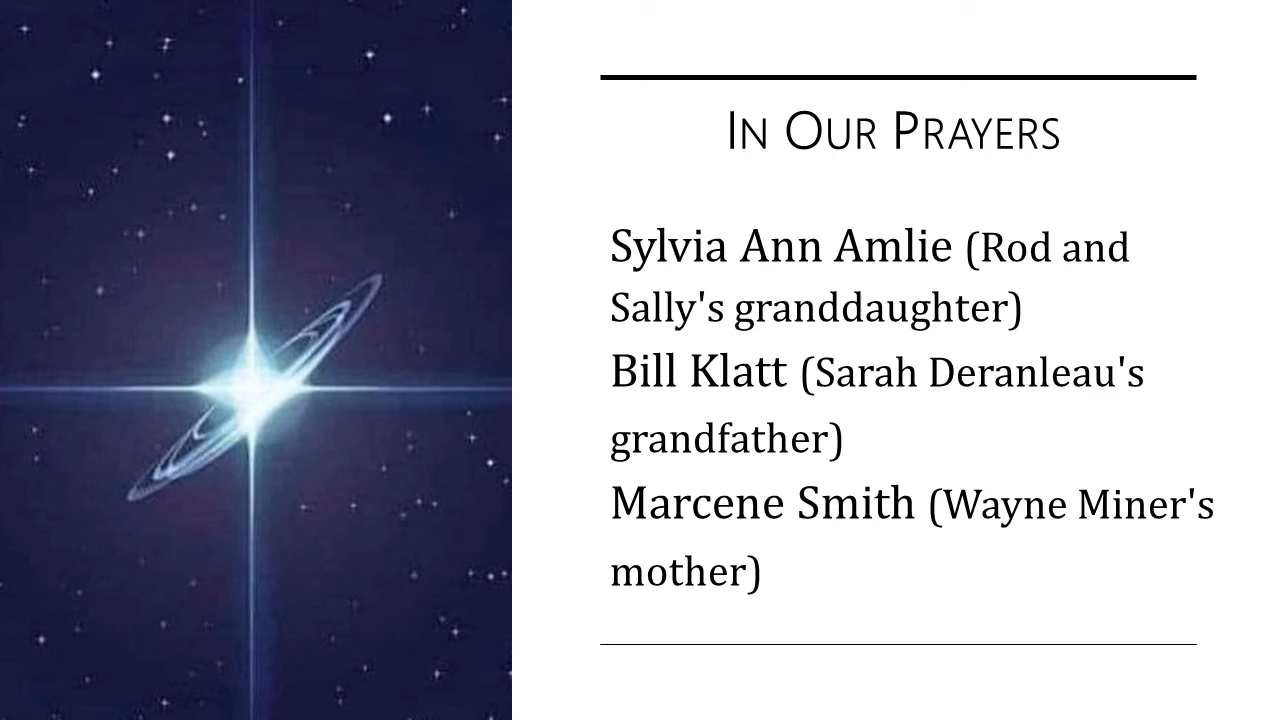 In Our Prayers
Sylvia Ann Amlie (Rod and
Sally's granddaughter)
Bill Klatt (Sarah Deranleau's
grandfather)
Marcene Smith (Wayne Miner's
mother)